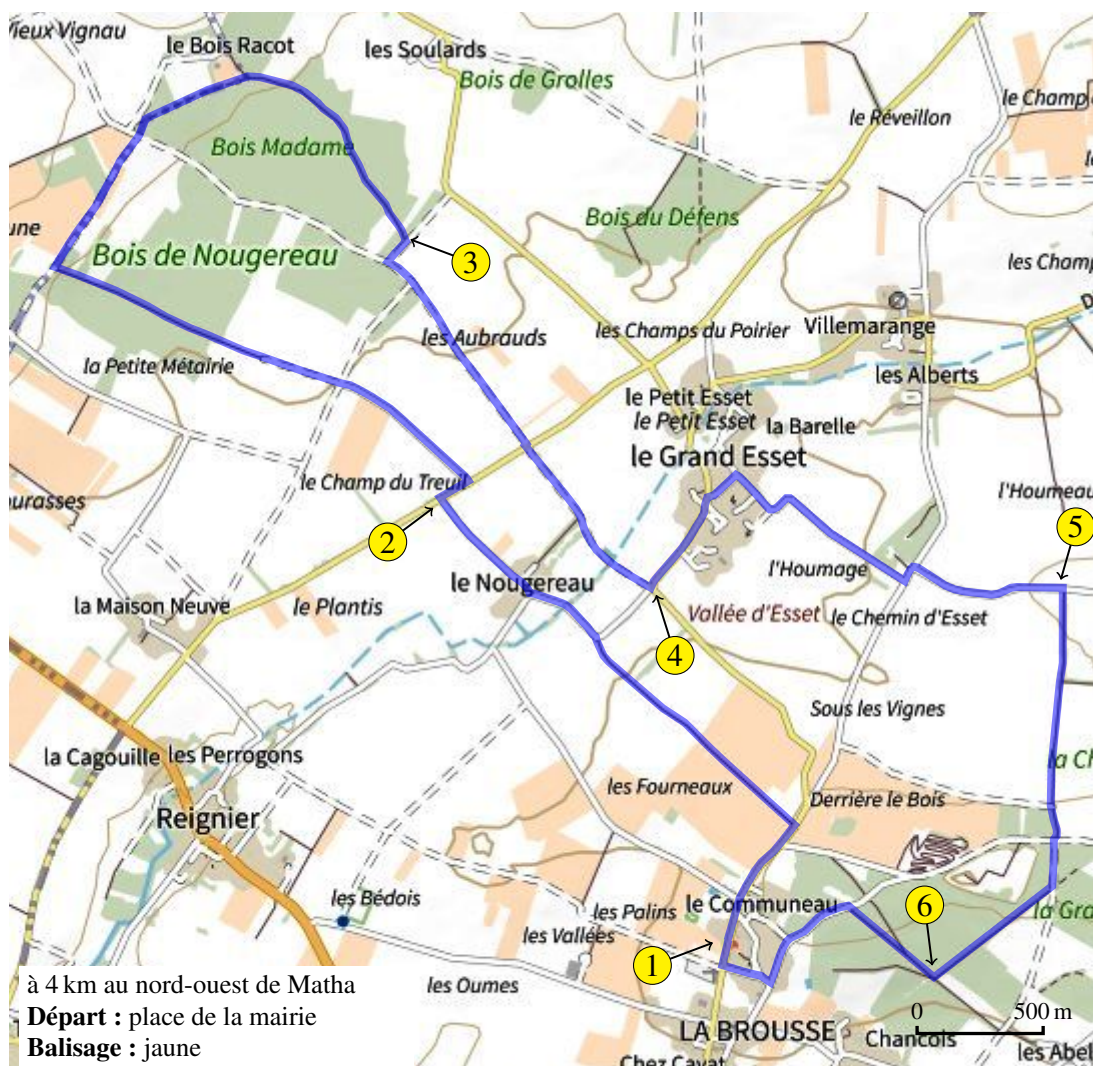 Vieux Vignau
le Bois Racot
les Soulards
Bois de Grolles
le Champ
le Réveillon
Bois Madame
Bois du Défens
une
Bois de Nougereau
3
les Champ
les Aubrauds
les Champs du Poirier
Villemarange
D
la Petite Métairie
les Alberts
le Petit Esset
le Petit Esset
la Barelle
le Grand Esset
le Champ du Treuil
l'Houmeau
ourasses
2
5
l'Houmage
le Nougereau
la Maison Neuve
le Plantis
Vallée d'Esset
le Chemin d'Esset
4
Sous les Vignes
la Cagouille
les Perrogons
la Ch
les Fourneaux
Derrière le Bois
Reignier
les Bédois
le Communeau
6
les Palins
la Gra
les Vallées
1
les Oumes
à 4 km au nord-ouest de Matha
Départ : place de la mairie
Balisage : jaune
0
500 m
LA BROUSSE
Chancois
les Abel
Chez Cavat